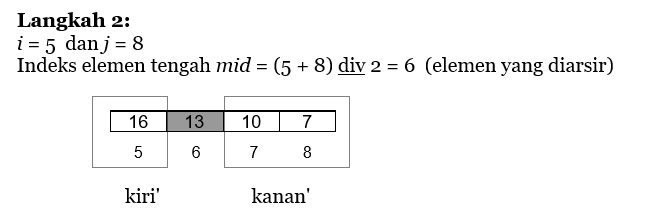 Langkah 2:
i = 5 dan j = 8
Indeks elemen tengah mid = (5 + 8) div 2 = 6 (elemen yang diarsir)
16 13 10 7
5 6 7 8
kiri' kanan'